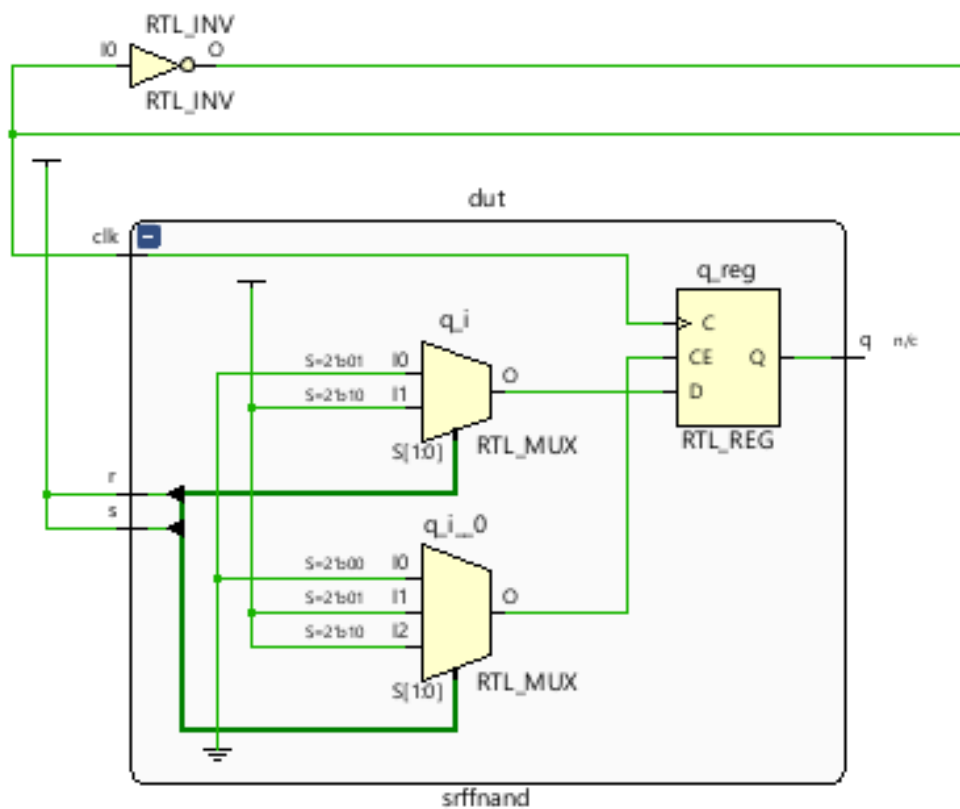 RTL_INV
I0 O
RTL_INV
dut
clk
q_reg
q_i
C
q n/c
S=2'b01 I0
CE Q
O
S=2'b10 I1
D
S[1:0] RTL_MUX
RTL_REG
r
s
q_i__0
S=2'b00 I0
S=2'b01 I1
O
S=2'b10 I2
S[1:0] RTL_MUX
srffnand